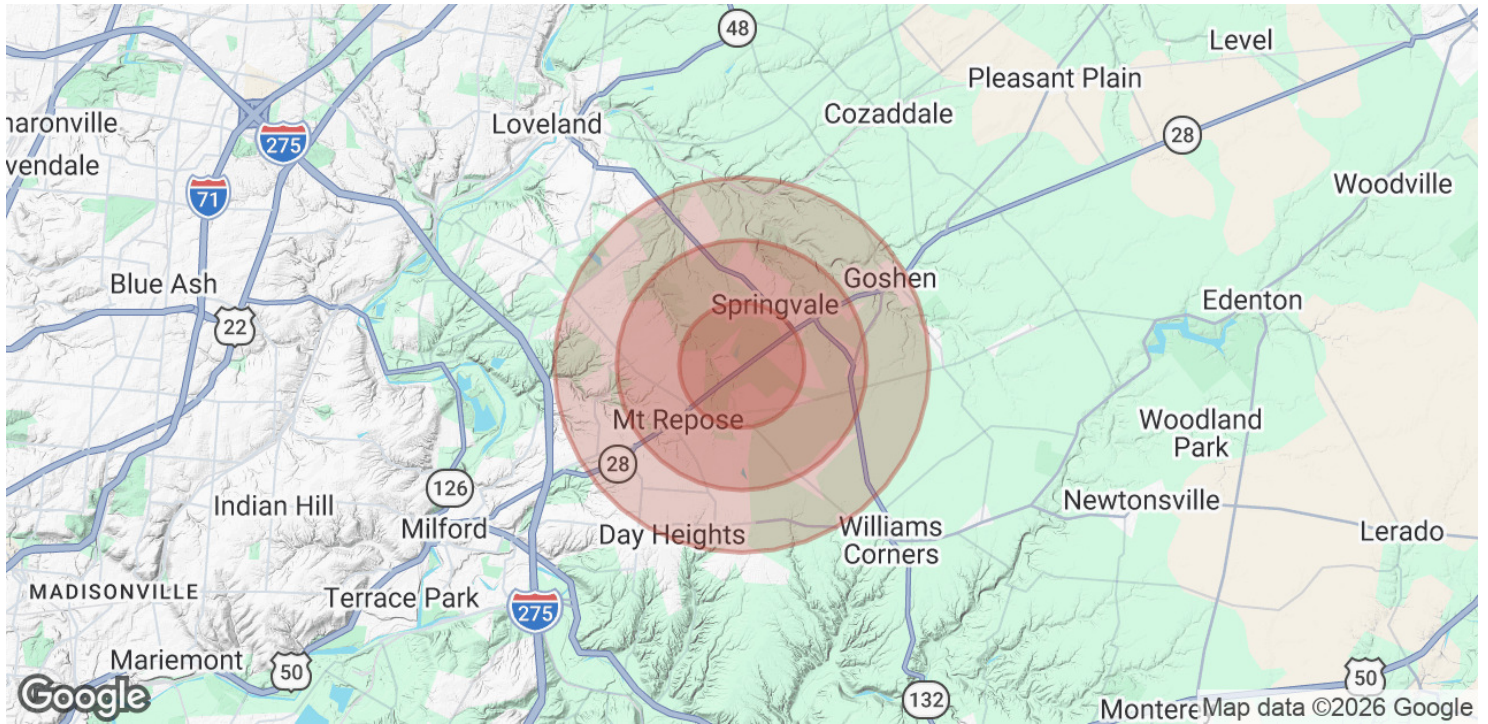 48
Level
Pleasant Plain
Cozaddale
haronville
Loveland
28
275
vendale
71
Woodville
Blue Ash
22
Goshen
Springvale
Edenton
Mt Repose
Woodland
Park
28
126
Indian Hill
Milford
Day Heights
Williams
Corners
Newtonsville
Lerado
MADISONVILLE
Terrace Park
275
Mariemont
50
50
132
Google
Montere
Map data ©2026 Google